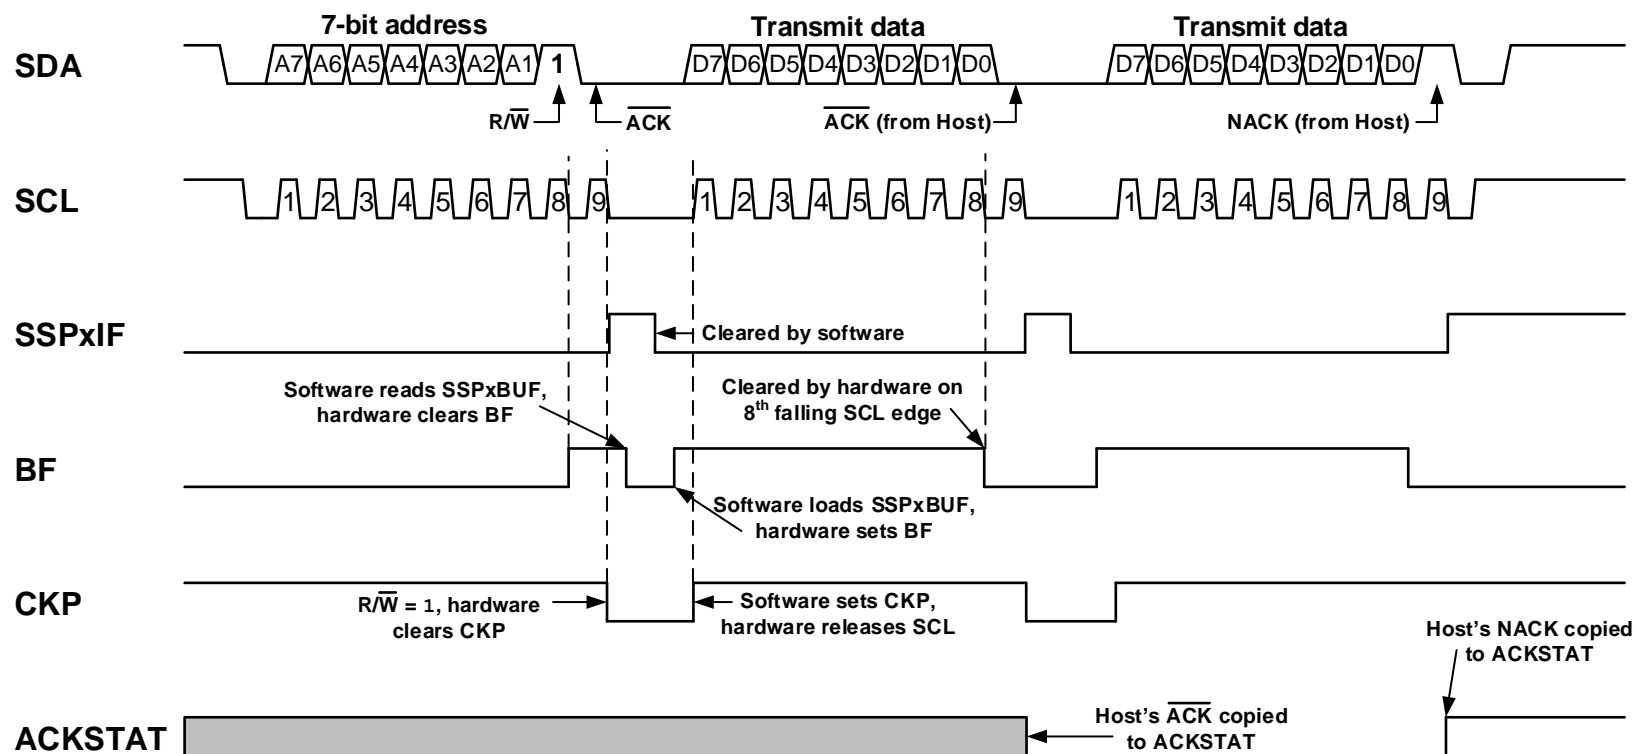 7-bit address
Transmit data
Transmit data
SDA
A7 A6 A5 A4 A3 A2 A1 1
D7 D6 D5 D4 D3 D2 D1 D0
D7 D6 D5 D4 D3 D2 D1 D0
R/W̅
A̅C̅K̅
A̅C̅K̅ (from Host)
NACK (from Host)
SCL
1 2 3 4 5 6 7 8 9
1 2 3 4 5 6 7 8 9
1 2 3 4 5 6 7 8 9
SSPxIF
Cleared by software
Software reads SSPxBUF,
hardware clears BF
Cleared by hardware on
8th falling SCL edge
BF
Software loads SSPxBUF,
hardware sets BF
CKP
R/W̅ = 1, hardware
clears CKP
Software sets CKP,
hardware releases SCL
Host's NACK copied
to ACKSTAT
ACKSTAT
Host's A̅C̅K̅ copied
to ACKSTAT